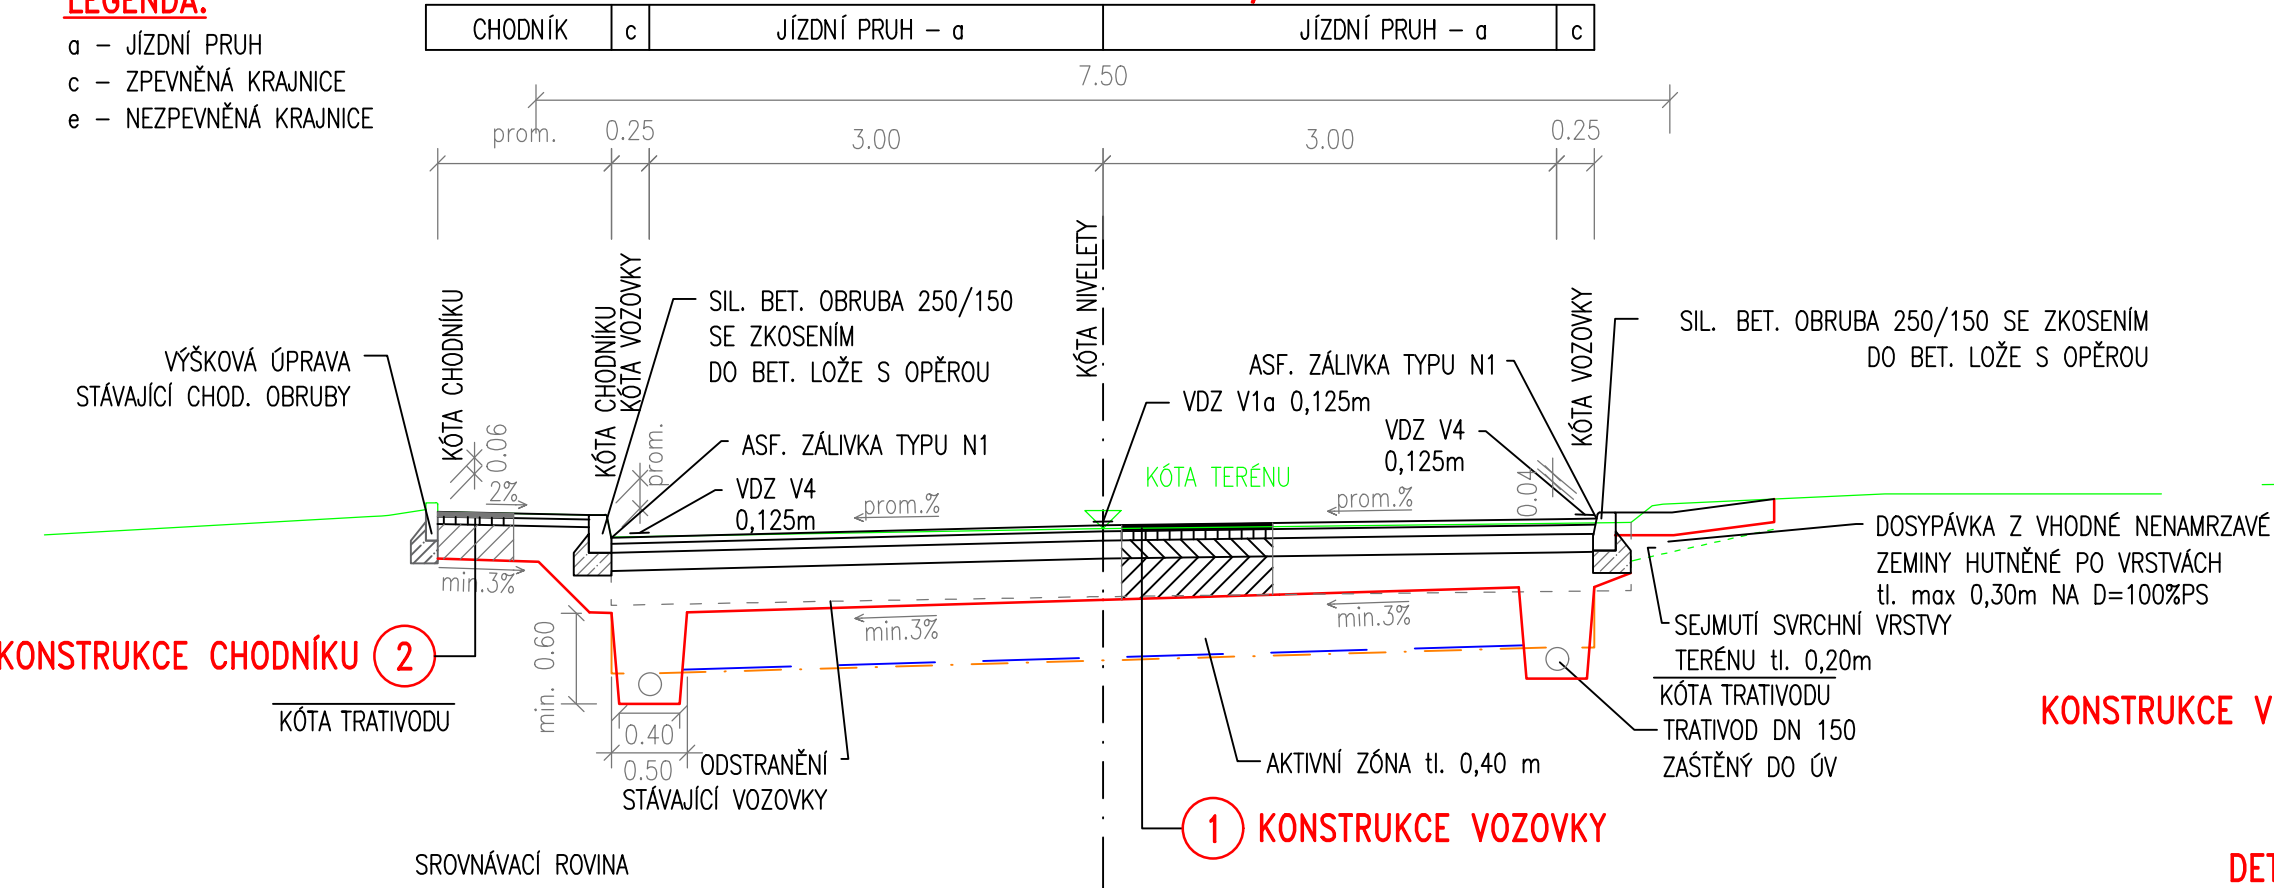 LEGENDA:
a – JÍZDNÍ PRUH
c – ZPEVNĚNÁ KRAJNICE
e – NEZPEVNĚNÁ KRAJNICE
CHODNÍK
c
JÍZDNÍ PRUH – a
JÍZDNÍ PRUH – a
c
7.50
prom.
0.25
3.00
3.00
0.25
KÓTA CHODNÍKU
KÓTA CHODNÍKU
KÓTA VOZOVKY
KÓTA NIVELETY
KÓTA VOZOVKY
VÝŠKOVÁ ÚPRAVA
STÁVAJÍCÍ CHOD. OBRUBY
SIL. BET. OBRUBA 250/150
SE ZKOSENÍM
DO BET. LOŽE S OPĚROU
ASF. ZÁLIVKA TYPU N1
VDZ V4
0,125m
VDZ V1a 0,125m
ASF. ZÁLIVKA TYPU N1
VDZ V4
0,125m
SIL. BET. OBRUBA 250/150 SE ZKOSENÍM
DO BET. LOŽE S OPĚROU
KÓTA TERÉNU
0.06
prom.
0.04
2%
prom.%
prom.%
min.3%
min.3%
min.3%
DOSYPÁVKA Z VHODNÉ NENAMRZAVÉ
ZEMINY HUTNĚNÉ PO VRSTVÁCH
tl. max 0,30m NA D=100%PS
SEJMUTÍ SVRCHNÍ VRSTVY
TERÉNU tl. 0,20m
KÓTA TRATIVODU
TRATIVOD DN 150
ZAŠTĚNÝ DO ÚV
KONSTRUKCE CHODNÍKU 2
KÓTA TRATIVODU
min. 0.60
0.40
0.50
ODSTRANĚNÍ
STÁVAJÍCÍ VOZOVKY
AKTIVNÍ ZÓNA tl. 0,40 m
1 KONSTRUKCE VOZOVKY
KONSTRUKCE V
SROVNÁVACÍ ROVINA
DET